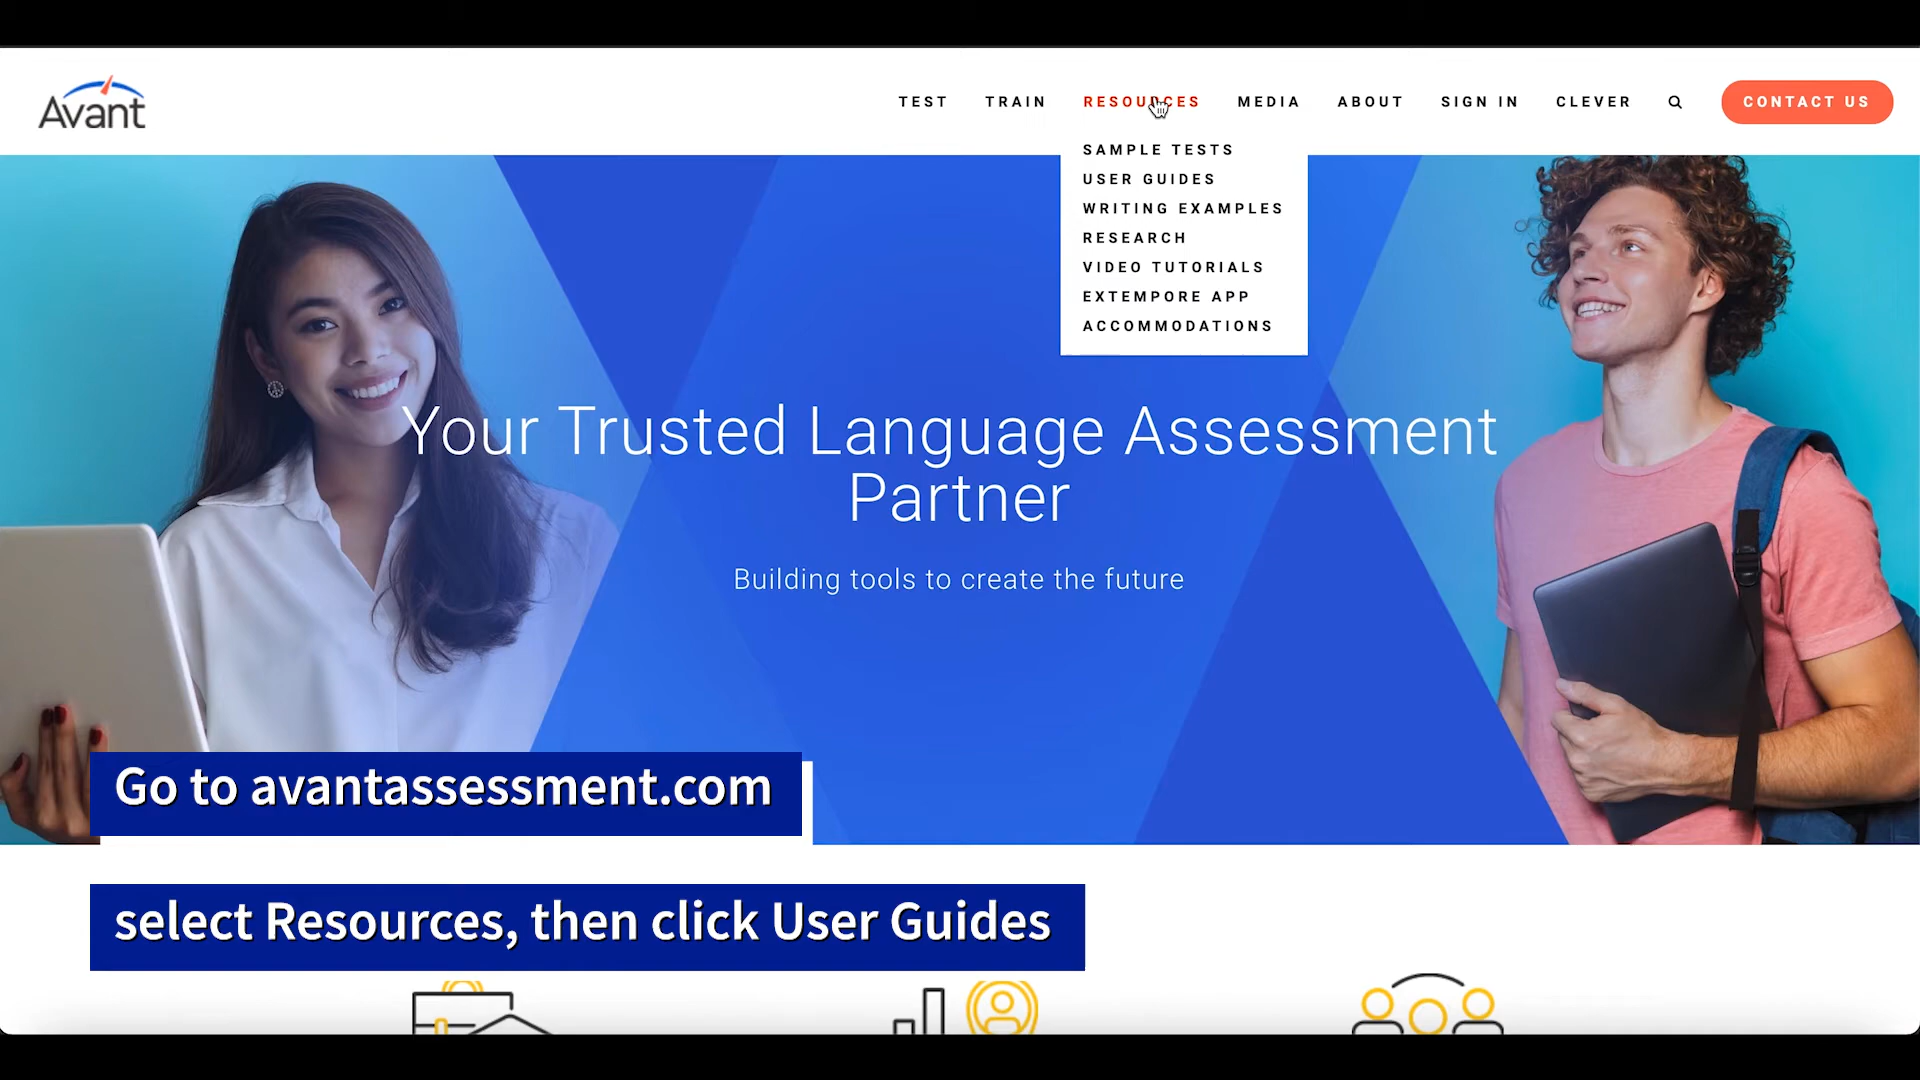 Avant
TEST TRAIN RESOURCES MEDIA ABOUT SIGN IN CLEVER CONTACT US
SAMPLE TESTS
USER GUIDES
WRITING EXAMPLES
RESEARCH
VIDEO TUTORIALS
EXTEMPORE APP
ACCOMMODATIONS
Your Trusted Language Assessment
Partner
Building tools to create the future
Go to avantassessment.com
select Resources, then click User Guides